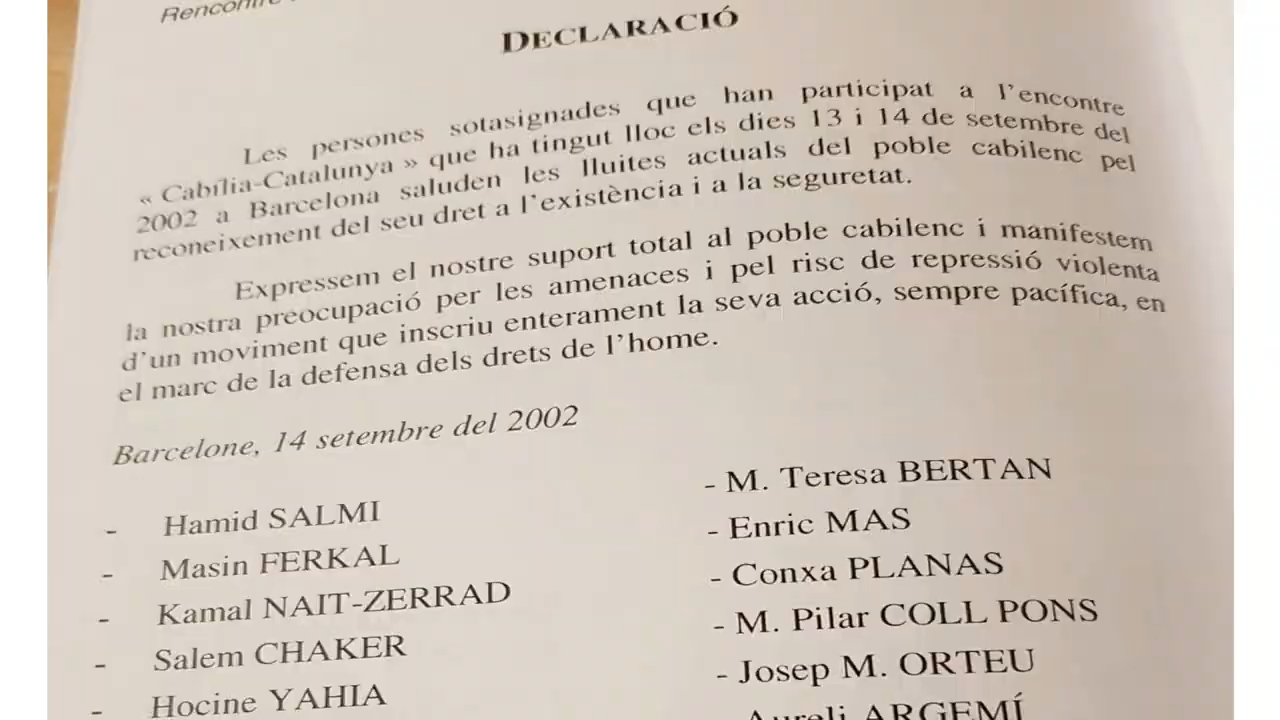 Rencontre
DECLARACIÓ
Les persones sotasignades que han participat a l'encontre
« Cabília-Catalunya » que ha tingut lloc els dies 13 i 14 de setembre del
2002 a Barcelona saluden les lluites actuals del poble cabilenc pel
reconeixement del seu dret a l'existència i a la seguretat.
Expressem el nostre suport total al poble cabilenc i manifestem
la nostra preocupació per les amenaces i pel risc de repressió violenta
d'un moviment que inscriu enterament la seva acció, sempre pacífica, en
el marc de la defensa dels drets de l'home.
Barcelone, 14 setembre del 2002
- Hamid SALMI
- Masin FERKAL
- Kamal NAIT-ZERRAD
- Salem CHAKER
- Hocine YAHIA
- M. Teresa BERTAN
- Enric MAS
- Conxa PLANAS
- M. Pilar COLL PONS
- Josep M. ORTEU
Aureli ARGEMÍ